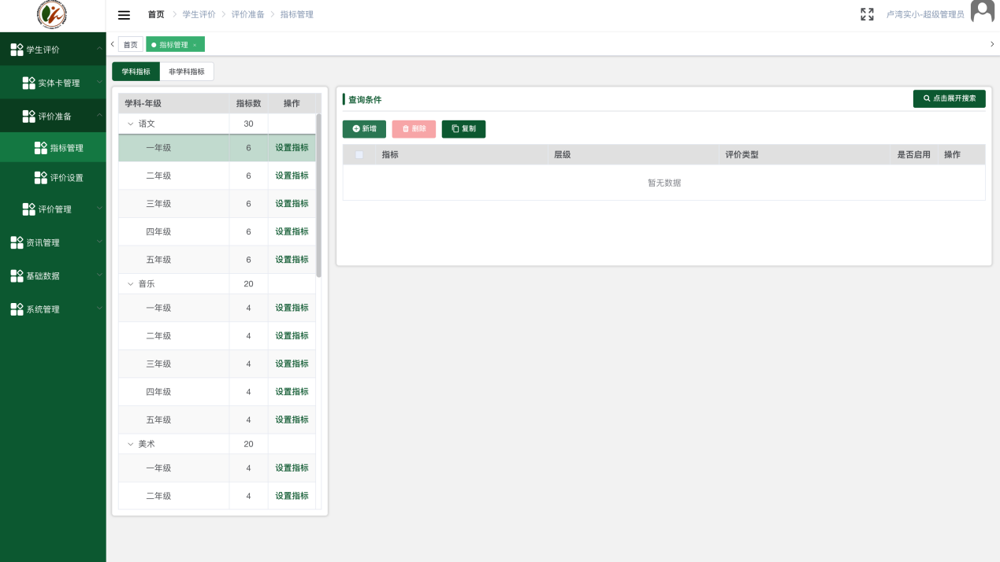 首页 学生评价 评价准备 指标管理
卢湾实小-超级管理员
学生评价
实体卡管理
评价准备
指标管理
评价设置
评价管理
资讯管理
基础数据
系统管理
首页 指标管理
学科指标 非学科指标
学科-年级 指标数 操作
语文 30
一年级 6 设置指标
二年级 6 设置指标
三年级 6 设置指标
四年级 6 设置指标
五年级 6 设置指标
音乐 20
一年级 4 设置指标
二年级 4 设置指标
三年级 4 设置指标
四年级 4 设置指标
五年级 4 设置指标
美术 20
一年级 4 设置指标
二年级 4 设置指标
查询条件 点击展开搜索
新增 删除 复制
指标 层级 评价类型 是否启用 操作
暂无数据